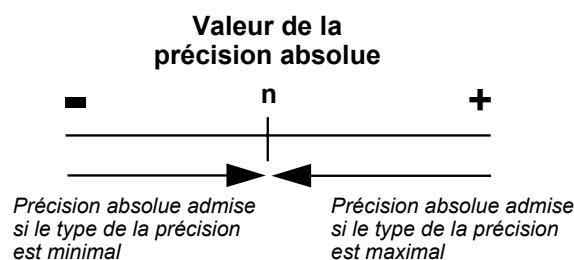 Valeur de la
précision absolue
- n +
Précision absolue admise
si le type de la précision
est minimal
Précision absolue admise
si le type de la précision
est maximal